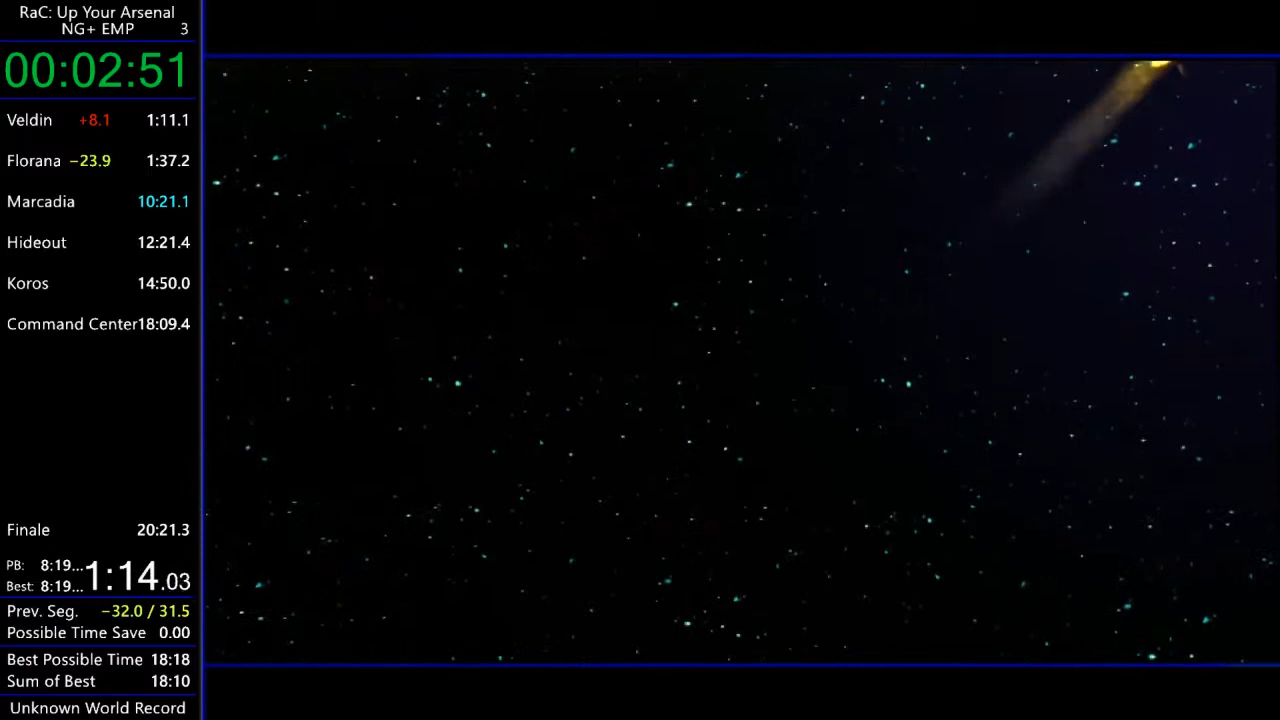 RaC: Up Your Arsenal
NG+ EMP 3
00:02:51
Veldin +8.1 1:11.1
Florana −23.9 1:37.2
Marcadia 10:21.1
Hideout 12:21.4
Koros 14:50.0
Command Center 18:09.4
Finale 20:21.3
PB: 8:19...
Best: 8:19...
1:14.03
Prev. Seg. −32.0 / 31.5
Possible Time Save 0.00
Best Possible Time 18:18
Sum of Best 18:10
Unknown World Record